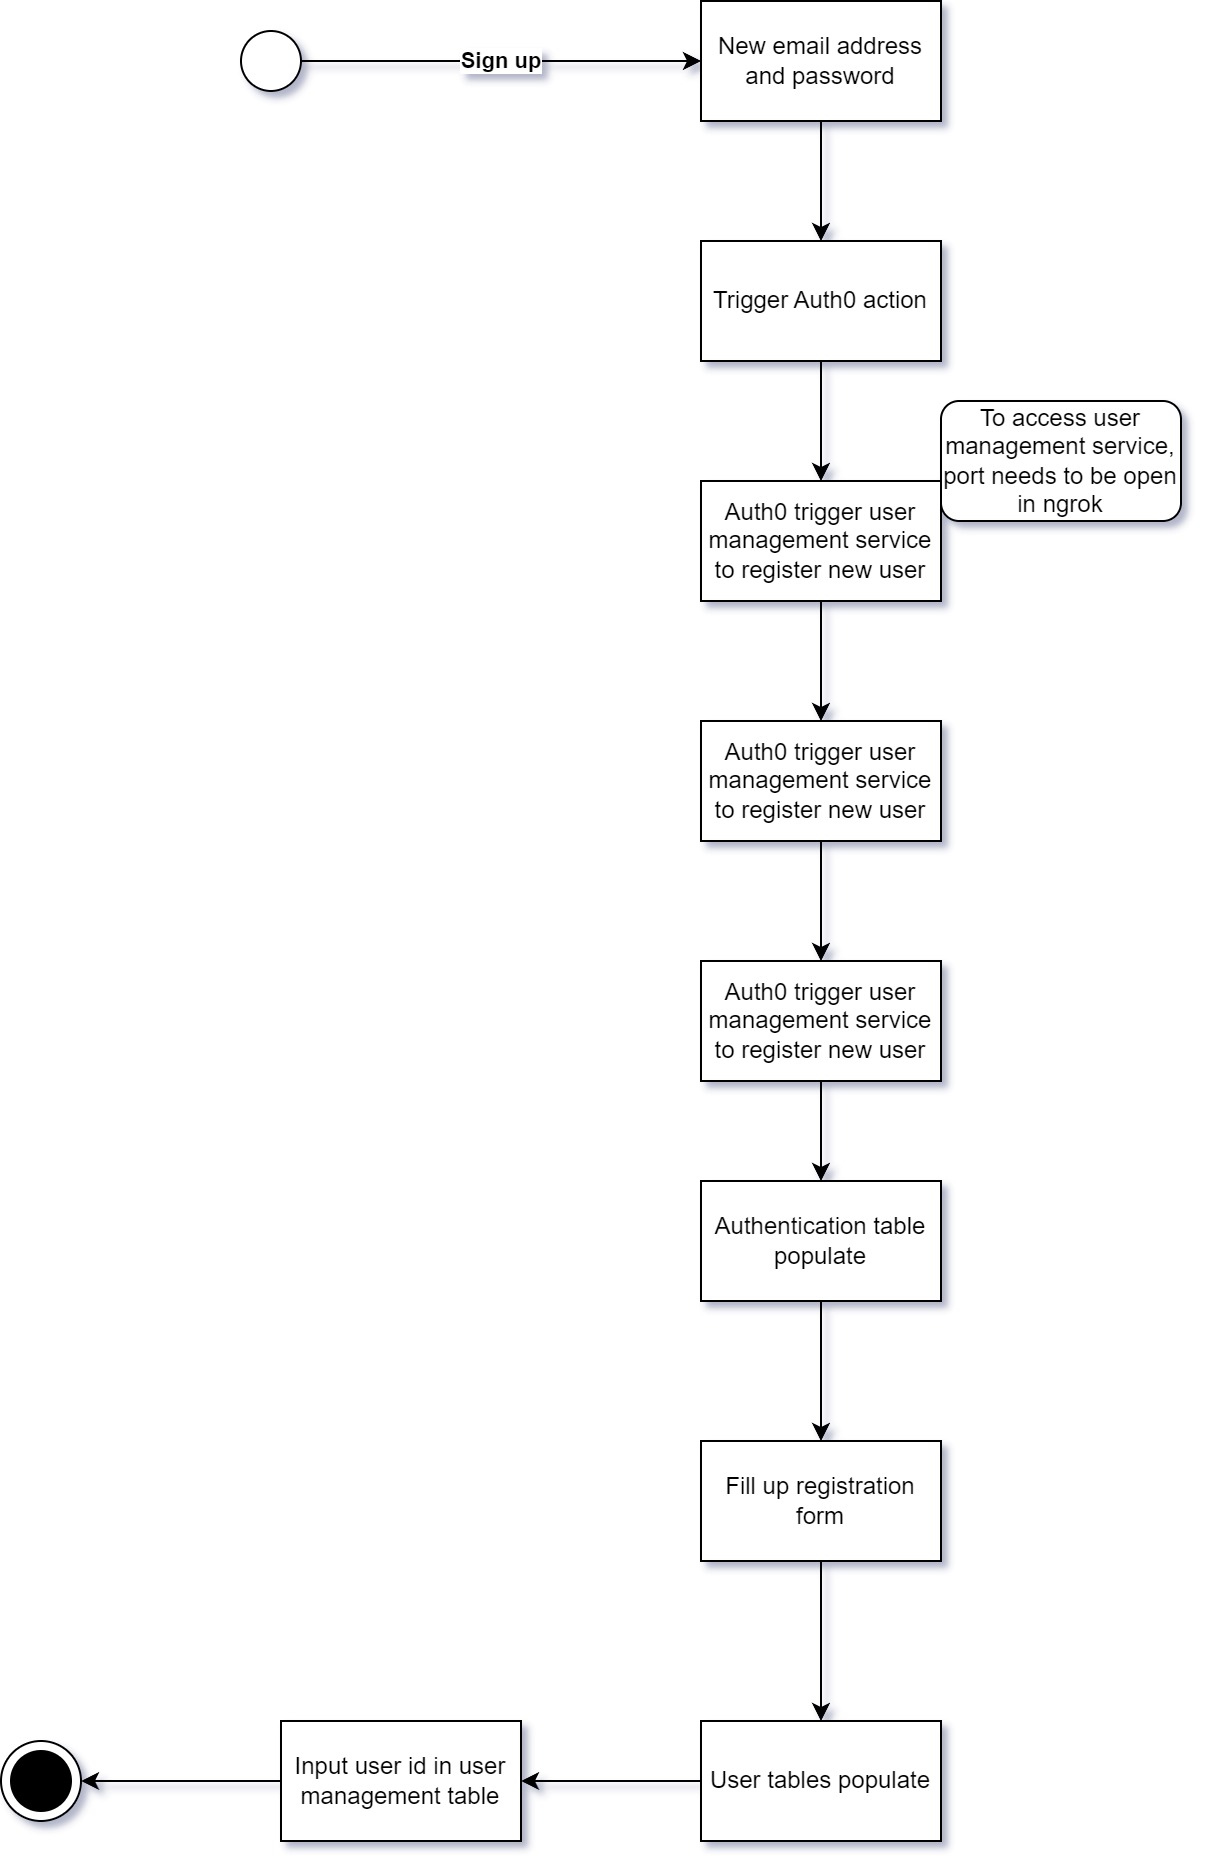 Sign up
New email address
and password
Trigger Auth0 action
To access user
management service,
port needs to be open
in ngrok
Auth0 trigger user
management service
to register new user
Auth0 trigger user
management service
to register new user
Auth0 trigger user
management service
to register new user
Authentication table
populate
Fill up registration
form
Input user id in user
management table
User tables populate